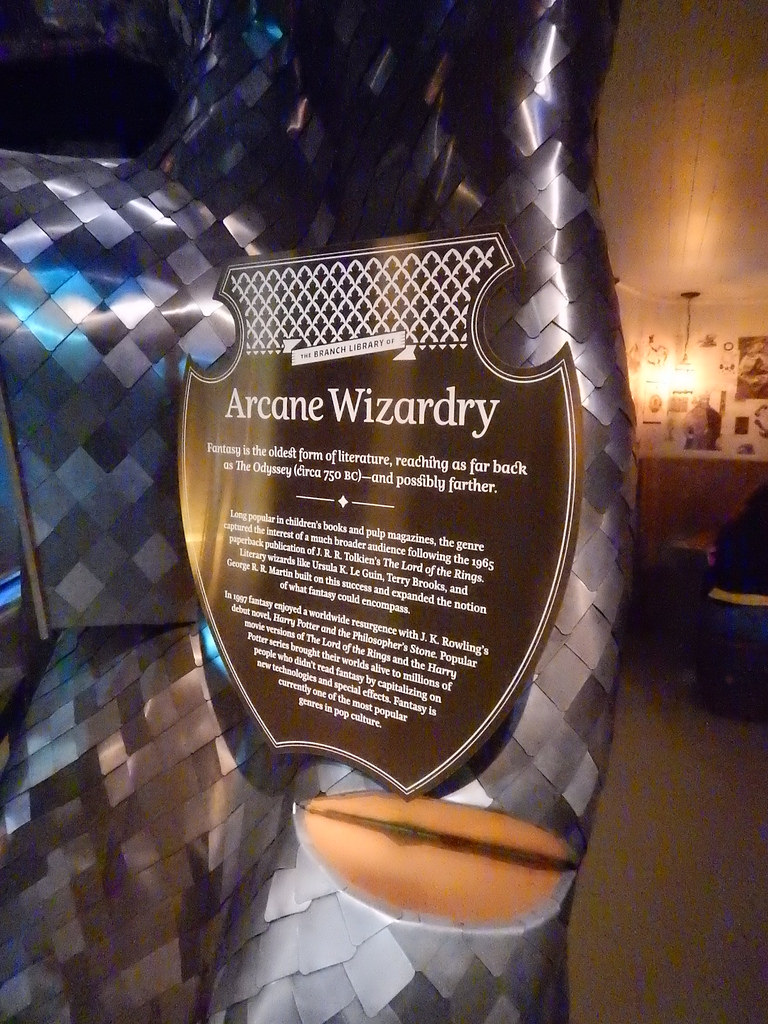 THE BRANCH LIBRARY OF
Arcane Wizardry
Fantasy is the oldest form of literature, reaching as far back
as The Odyssey (circa 750 BC)—and possibly farther.
Long popular in children's books and pulp magazines, the genre
captured the interest of a much broader audience following the 1965
paperback publication of J. R. R. Tolkien's The Lord of the Rings.
Literary wizards like Ursula K. Le Guin, Terry Brooks, and
George R. R. Martin built on this success and expanded the notion
of what fantasy could encompass.
In 1997 fantasy enjoyed a worldwide resurgence with J. K. Rowling's
debut novel, Harry Potter and the Philosopher's Stone. Popular
movie versions of The Lord of the Rings and the Harry
Potter series brought their worlds alive to millions of
people who didn't read fantasy by capitalizing on
new technologies and special effects. Fantasy is
currently one of the most popular
genres in pop culture.